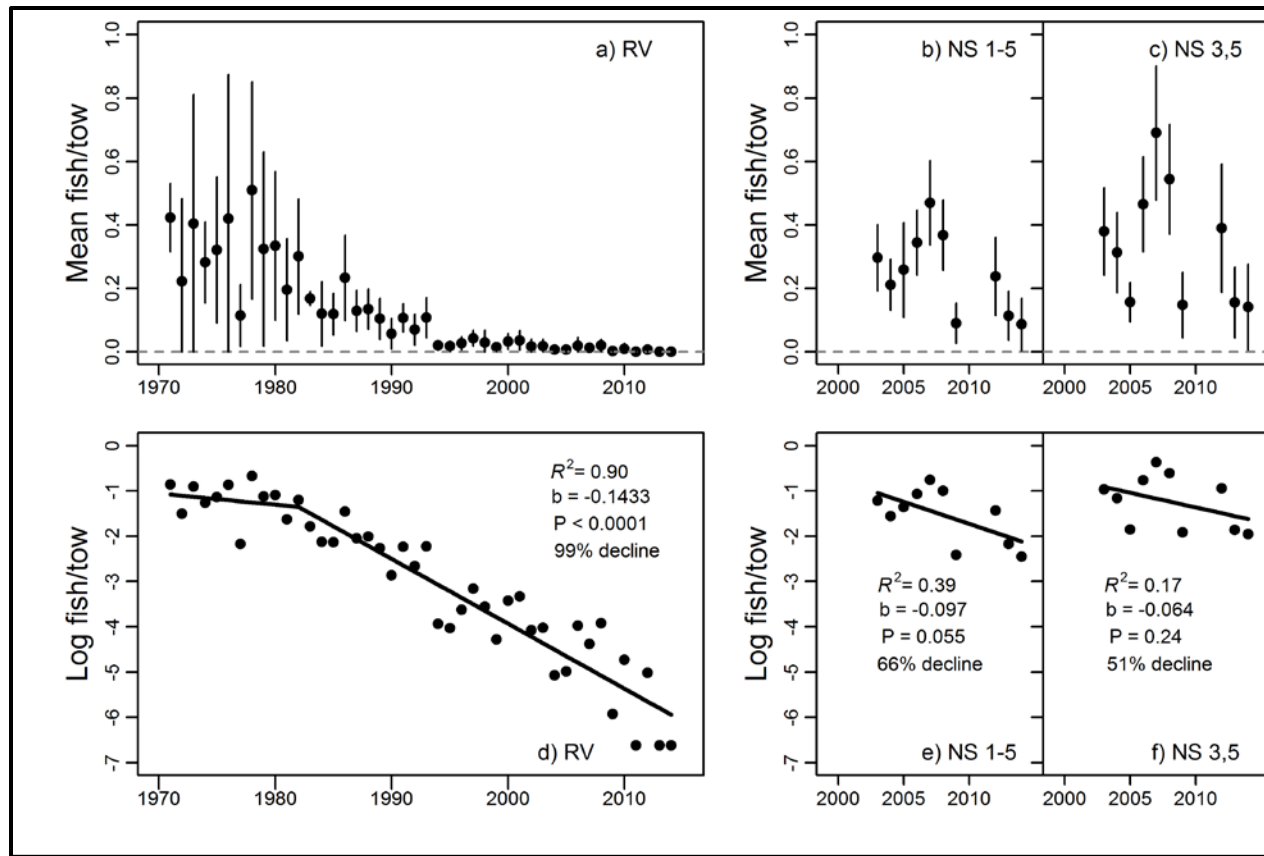 a) RV
b) NS 1-5
c) NS 3,5
Mean fish/tow
1.0
0.8
0.6
0.4
0.2
0.0
1970 1980 1990 2000 2010
Mean fish/tow
1.0
0.8
0.6
0.4
0.2
0.0
2000 2005 2010 2000 2005 2010
Log fish/tow
0
-1
-2
-3
-4
-5
-6
-7
R²= 0.90
b = -0.1433
P < 0.0001
99% decline
d) RV
1970 1980 1990 2000 2010
Log fish/tow
0
-1
-2
-3
-4
-5
-6
-7
R²= 0.39
b = -0.097
P = 0.055
66% decline
e) NS 1-5
R²= 0.17
b = -0.064
P = 0.24
51% decline
f) NS 3,5
2000 2005 2010 2000 2005 2010